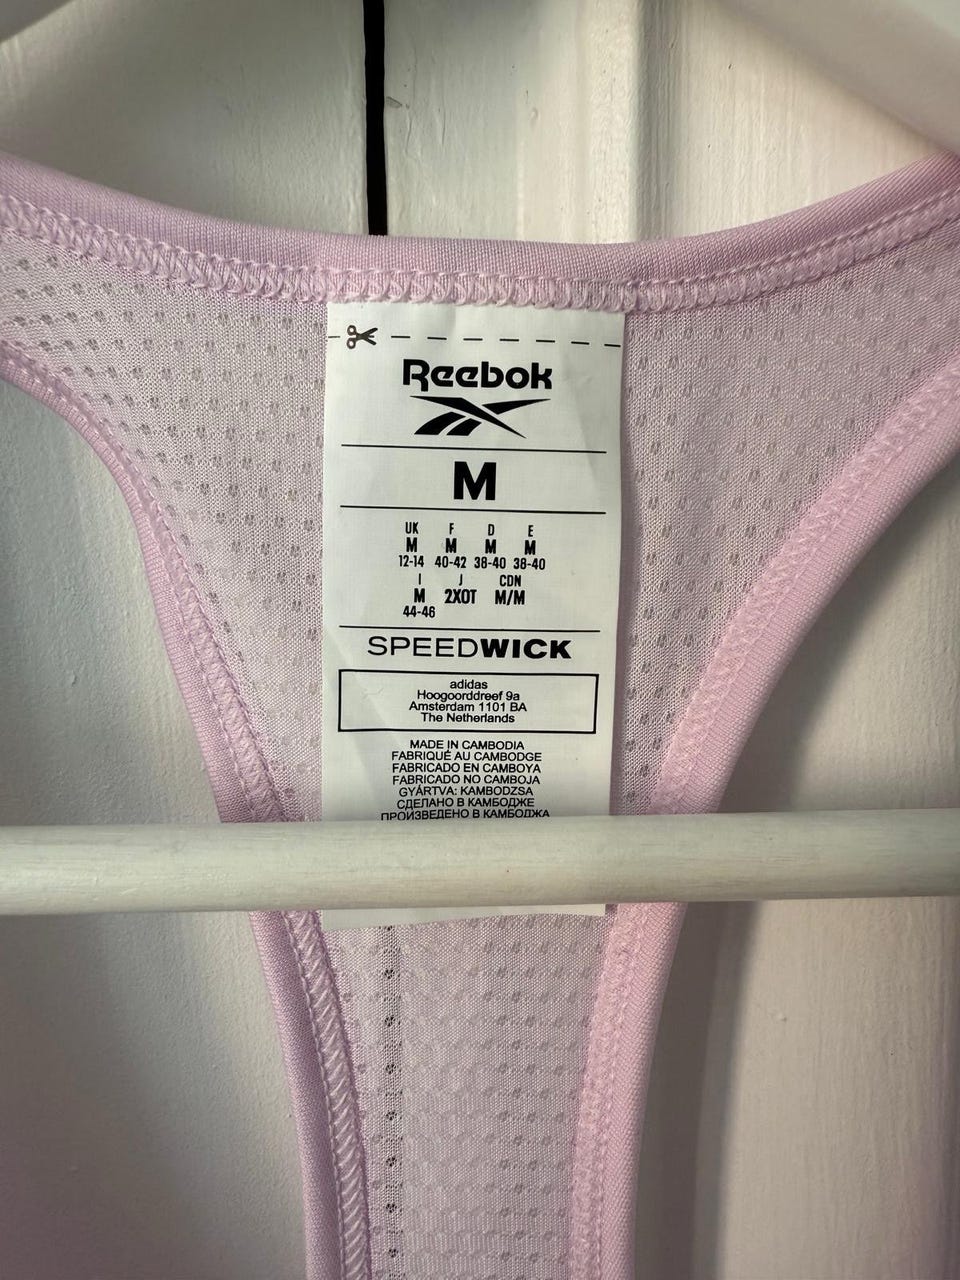 Reebok
M
UK F D E
M M M M
12-14 40-42 38-40 38-40
I J CDN
M 2XOT M/M
44-46
SPEEDWICK
adidas
Hoogoorddreef 9a
Amsterdam 1101 BA
The Netherlands
MADE IN CAMBODIA
FABRIQUÉ AU CAMBODGE
FABRICADO EN CAMBOYA
FABRICADO NO CAMBOJA
GYÁRTVA: KAMBODZSA
СДЕЛАНО В КАМБОДЖЕ
ПРОИЗВЕДЕНО В КАМБОДЖА